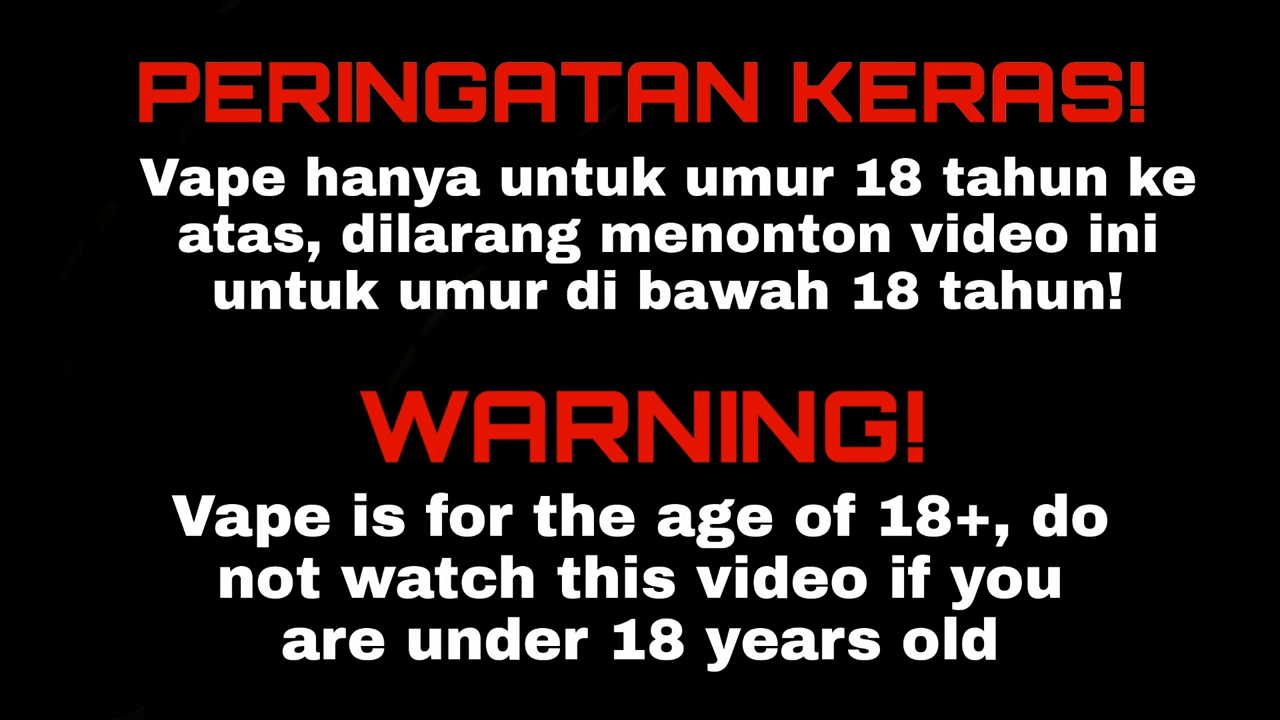 PERINGATAN KERAS!
Vape hanya untuk umur 18 tahun ke
atas, dilarang menonton video ini
untuk umur di bawah 18 tahun!
WARNING!
Vape is for the age of 18+, do
not watch this video if you
are under 18 years old